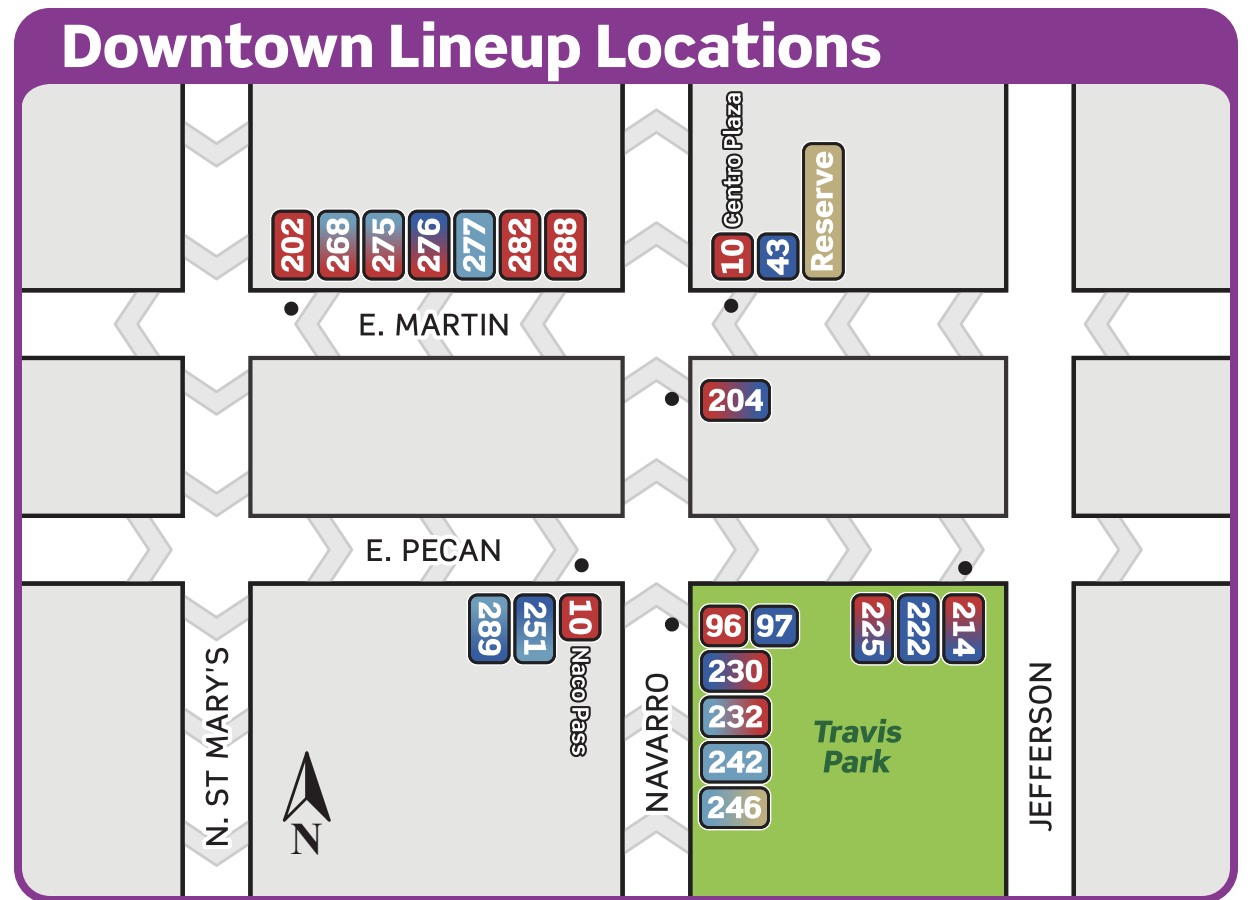 Downtown Lineup Locations
Centro Plaza
202
268
275
276
277
282
288
10
43
Reserve
E. MARTIN
204
E. PECAN
289
251
10
Naco Pass
96
97
230
232
242
246
225
222
214
Travis
Park
N. ST MARY'S
NAVARRO
JEFFERSON
N